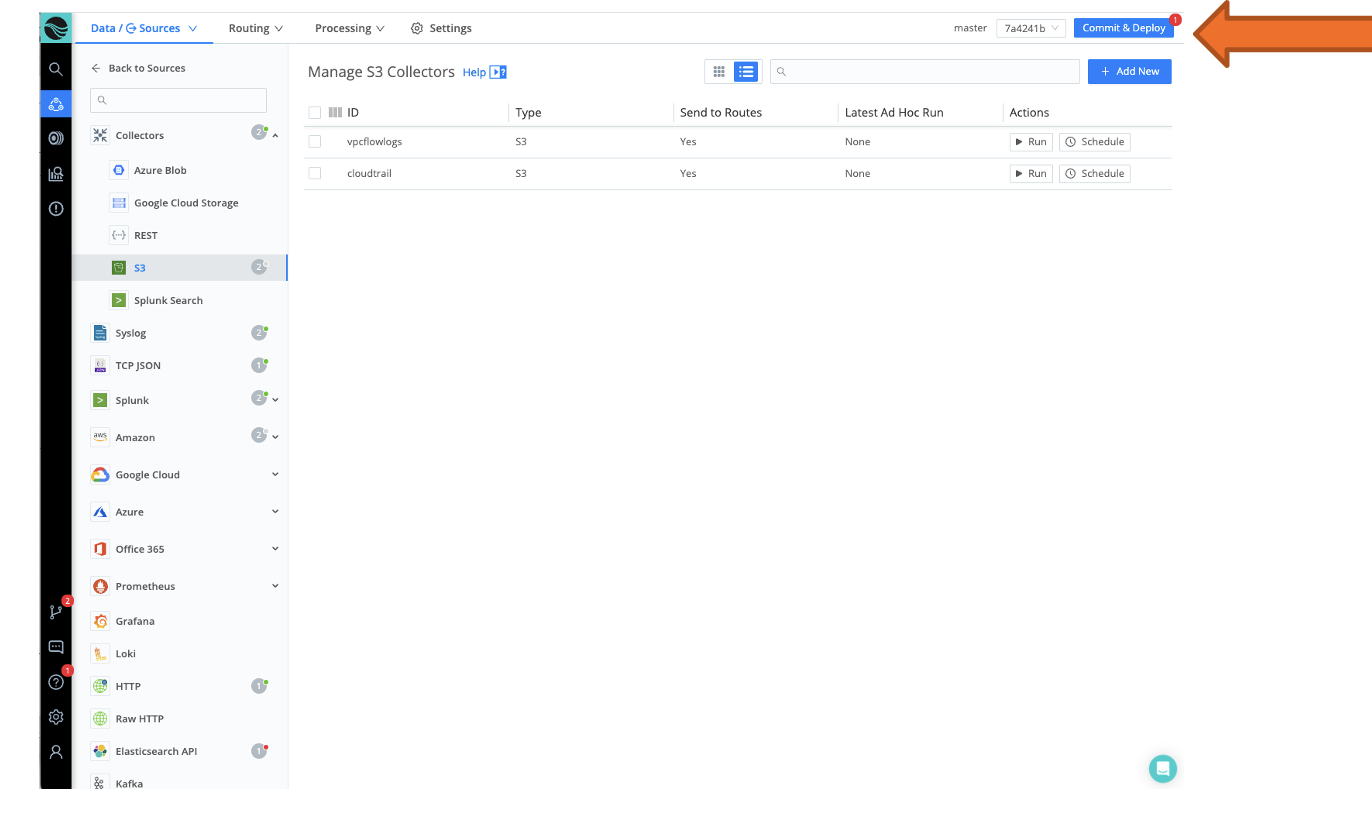 Data / Sources
Routing
Processing
Settings
master
7a4241b
Commit & Deploy
1
Back to Sources
Manage S3 Collectors
Help
?
+ Add New
ID
Type
Send to Routes
Latest Ad Hoc Run
Actions
vpcflowlogs
S3
Yes
None
Run
Schedule
cloudtrail
S3
Yes
None
Run
Schedule
Collectors
2
Azure Blob
Google Cloud Storage
REST
S3
2
Splunk Search
Syslog
2
TCP JSON
1
Splunk
2
aws
Amazon
2
Google Cloud
Azure
Office 365
Prometheus
Grafana
Loki
HTTP
1
Raw HTTP
Elasticsearch API
1
Kafka
2
1